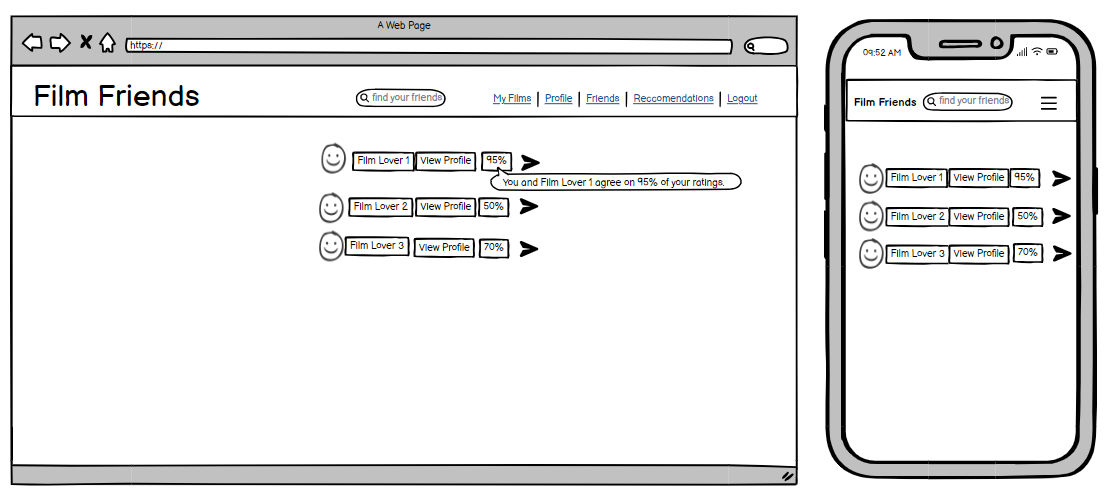 A Web Page
https://
Film Friends
find your friends
My Films | Profile | Friends | Reccomendations | Logout
Film Lover 1 View Profile 95%
You and Film Lover 1 agree on 95% of your ratings.
Film Lover 2 View Profile 50%
Film Lover 3 View Profile 70%
09:52 AM
Film Friends find your friends
Film Lover 1 View Profile 95%
Film Lover 2 View Profile 50%
Film Lover 3 View Profile 70%